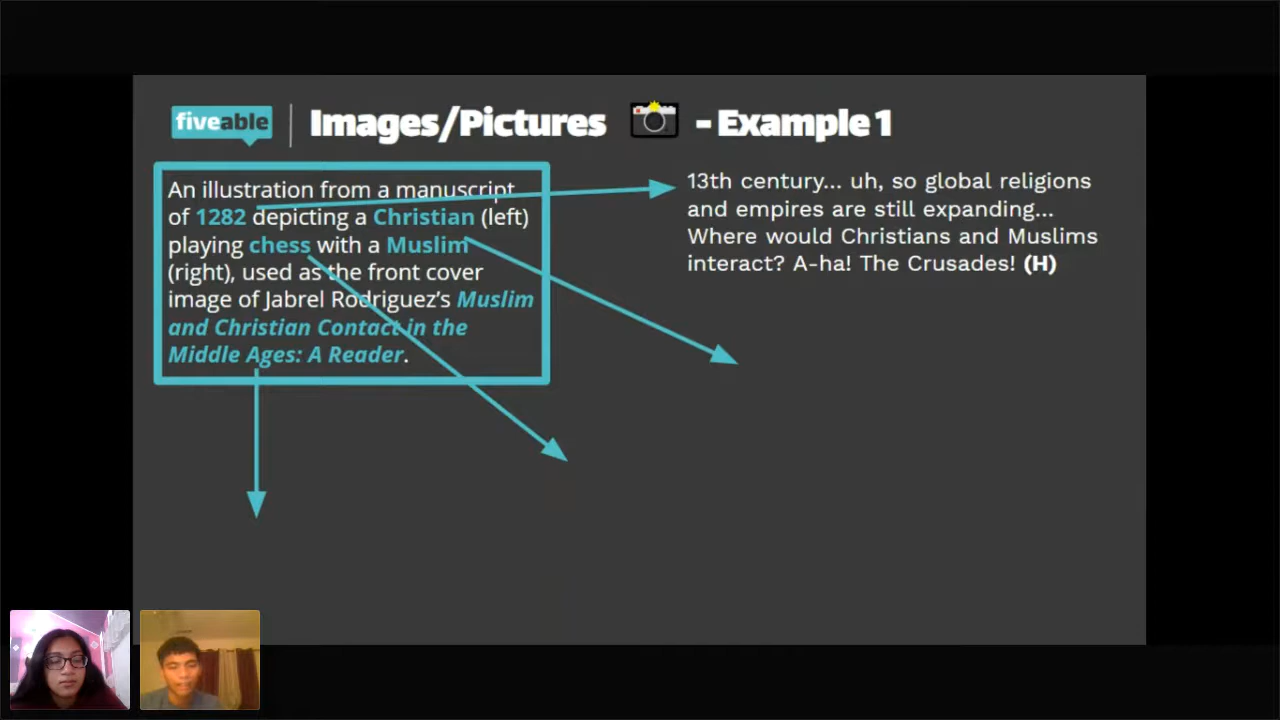 fiveable
Images/Pictures - Example 1
An illustration from a manuscript
of 1282 depicting a Christian (left)
playing chess with a Muslim
(right), used as the front cover
image of Jabrel Rodriguez's Muslim
and Christian Contact in the
Middle Ages: A Reader.
13th century... uh, so global religions
and empires are still expanding...
Where would Christians and Muslims
interact? A-ha! The Crusades! (H)